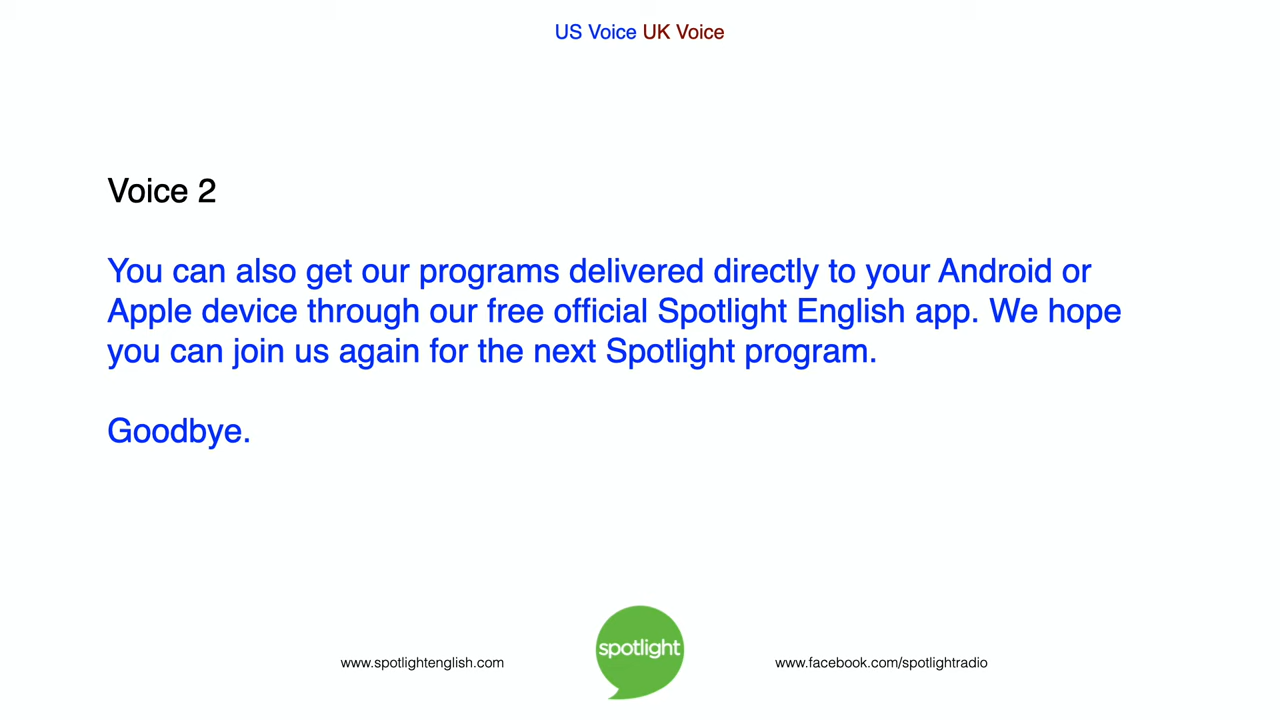 US Voice UK Voice
Voice 2
You can also get our programs delivered directly to your Android or
Apple device through our free official Spotlight English app. We hope
you can join us again for the next Spotlight program.
Goodbye.
spotlight
www.spotlightenglish.com
www.facebook.com/spotlightradio